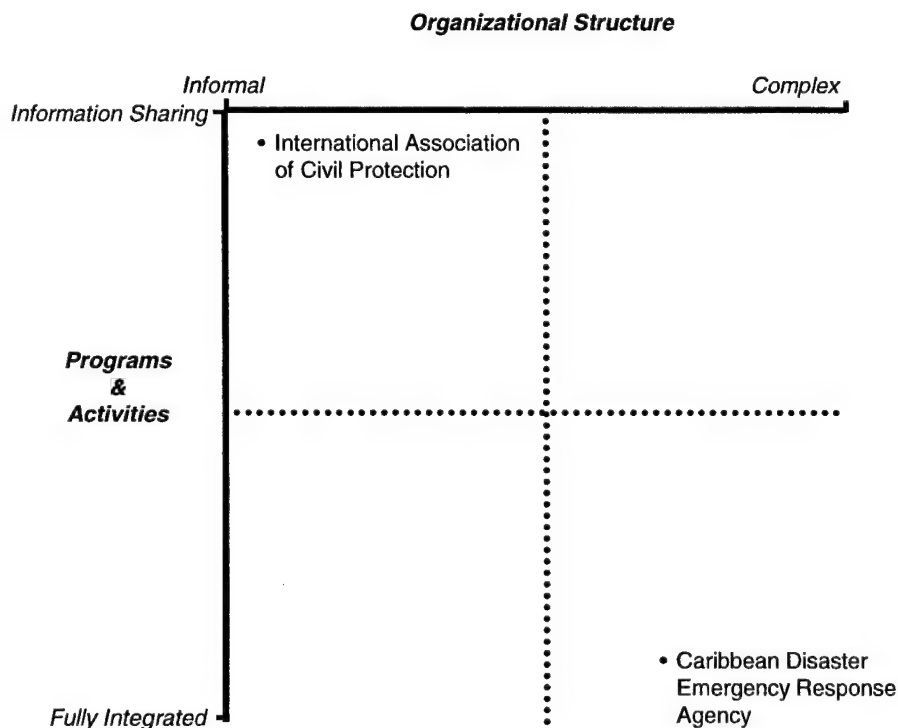 Organizational Structure
Informal
Complex
Information Sharing
• International Association
of Civil Protection
Programs
&
Activities
• Caribbean Disaster
Emergency Response
Agency
Fully Integrated